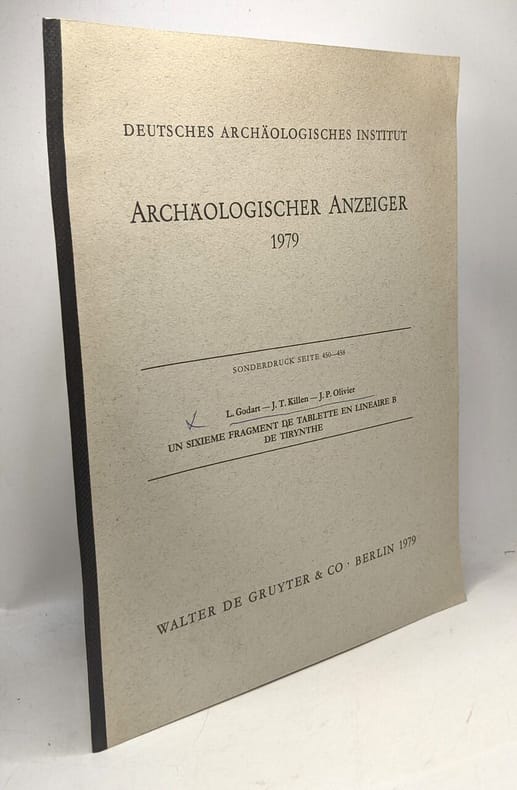 DEUTSCHES ARCHÄOLOGISCHES INSTITUT
ARCHÄOLOGISCHER ANZEIGER
1979
SONDERDRUCK SEITE 450—458
L. Godart — J. T. Killen — J. P. Olivier
UN SIXIEME FRAGMENT DE TABLETTE EN LINEAIRE B
DE TIRYNTHE
WALTER DE GRUYTER & CO · BERLIN 1979